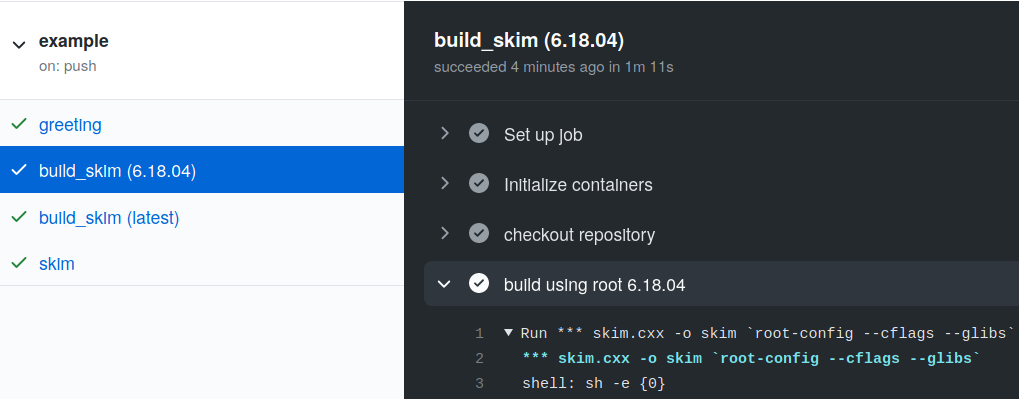 example
on: push
greeting
build_skim (6.18.04)
build_skim (latest)
skim
build_skim (6.18.04)
succeeded 4 minutes ago in 1m 11s
Set up job
Initialize containers
checkout repository
build using root 6.18.04
1 Run *** skim.cxx -o skim `root-config --cflags --glibs`
2 *** skim.cxx -o skim `root-config --cflags --glibs`
3 shell: sh -e {0}